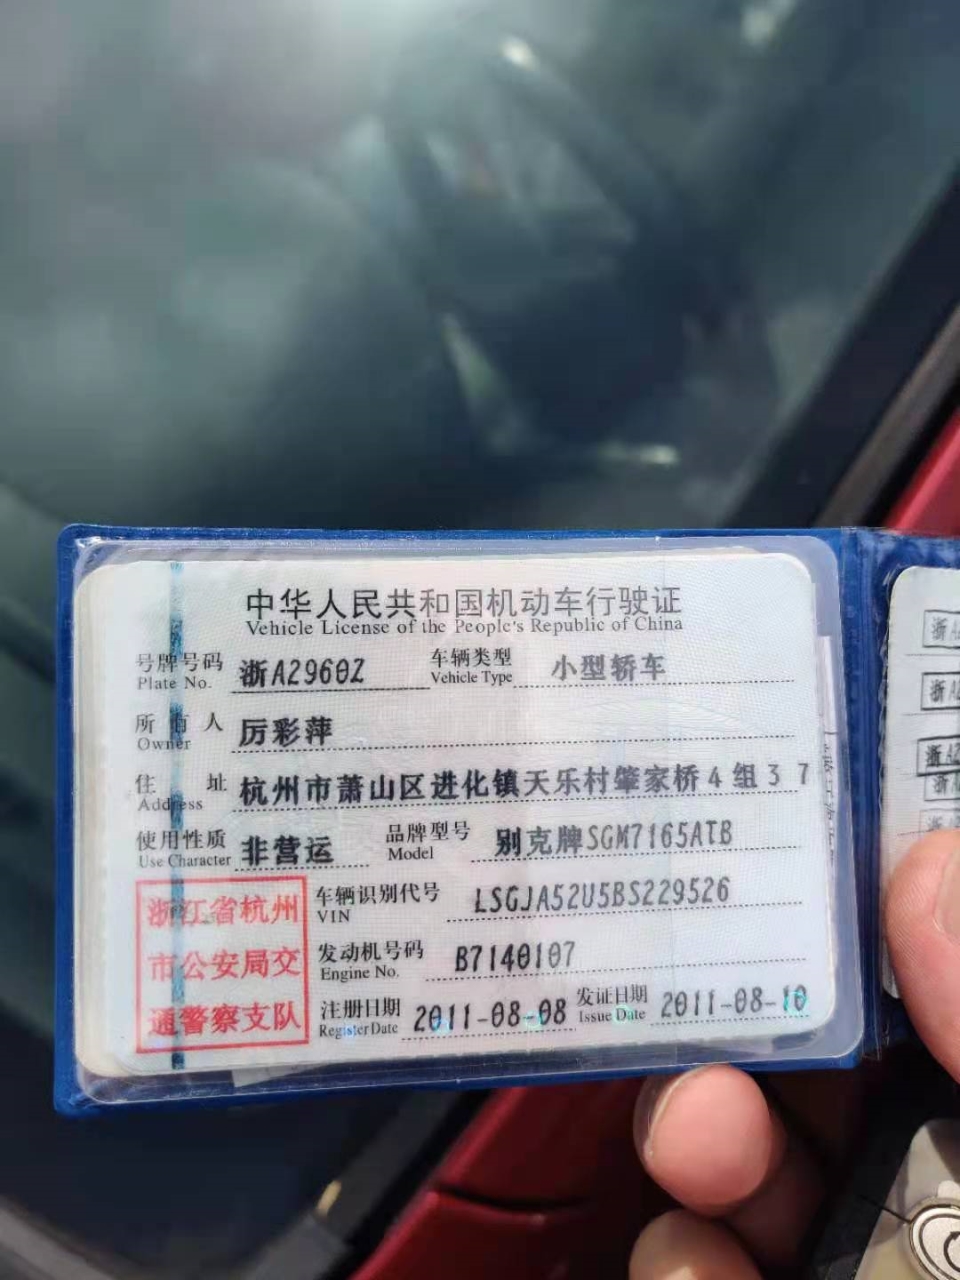 中华人民共和国机动车行驶证
Vehicle License of the People's Republic of China
号牌号码 浙A2960Z 车辆类型 小型轿车
Plate No. Vehicle Type
所有人 厉彩萍
Owner
住址 杭州市萧山区进化镇天乐村肇家桥4组37
Address
使用性质 非营运 品牌型号 别克牌SGM7165ATB
Use Character Model
浙江省杭州
市公安局交
通警察支队
车辆识别代号 LSGJA52U5BS229526
VIN
发动机号码 B7140107
Engine No.
注册日期 2011-08-08 发证日期 2011-08-10
Register Date Issue Date